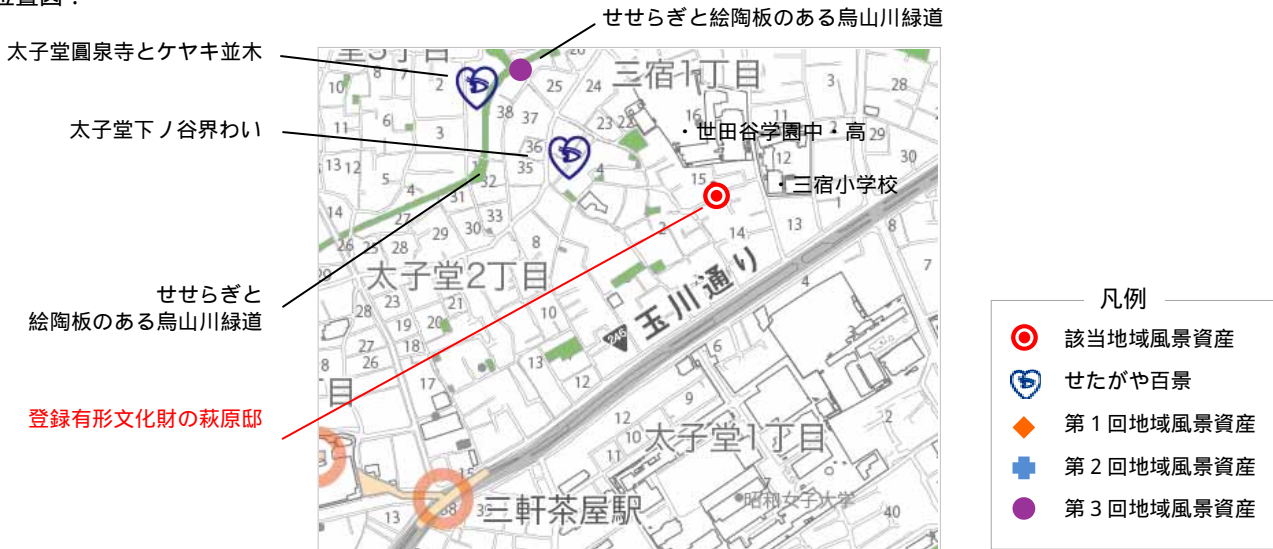 せせらぎと絵陶板のある烏山川緑道
太子堂圓泉寺とケヤキ並木
太子堂下ノ谷界わい
せせらぎと
絵陶板のある烏山川緑道
登録有形文化財の萩原邸
三宿1丁目
・世田谷学園中・高
・三宿小学校
太子堂2丁目
玉川通り
246
太子堂1丁目
昭和女子大学
三軒茶屋駅
凡例
該当地域風景資産
せたがや百景
第1回地域風景資産
第2回地域風景資産
第3回地域風景資産